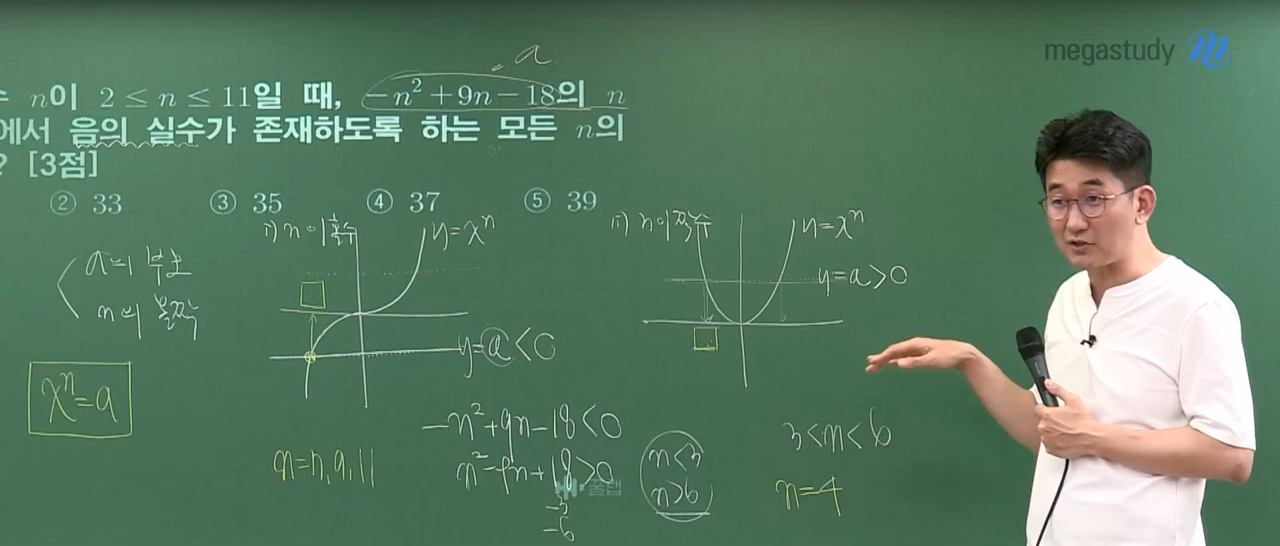 megastudy
= a
수 n이 2 ≤ n ≤ 11일 때, -n² + 9n - 18의 n
에서 음의 실수가 존재하도록 하는 모든 n의
? [3점]
② 33 ③ 35 ④ 37 ⑤ 39
a의 부호
n의 홀짝
xⁿ=a
i) n이 홀수
y=xⁿ
y=a<0
ii) n이 짝수
y=xⁿ
y=a>0
-n²+9n-18<0
n²-9n+18>0
-3
-6
n<3
n>6
n=7,9,11
3<n<6
n=4